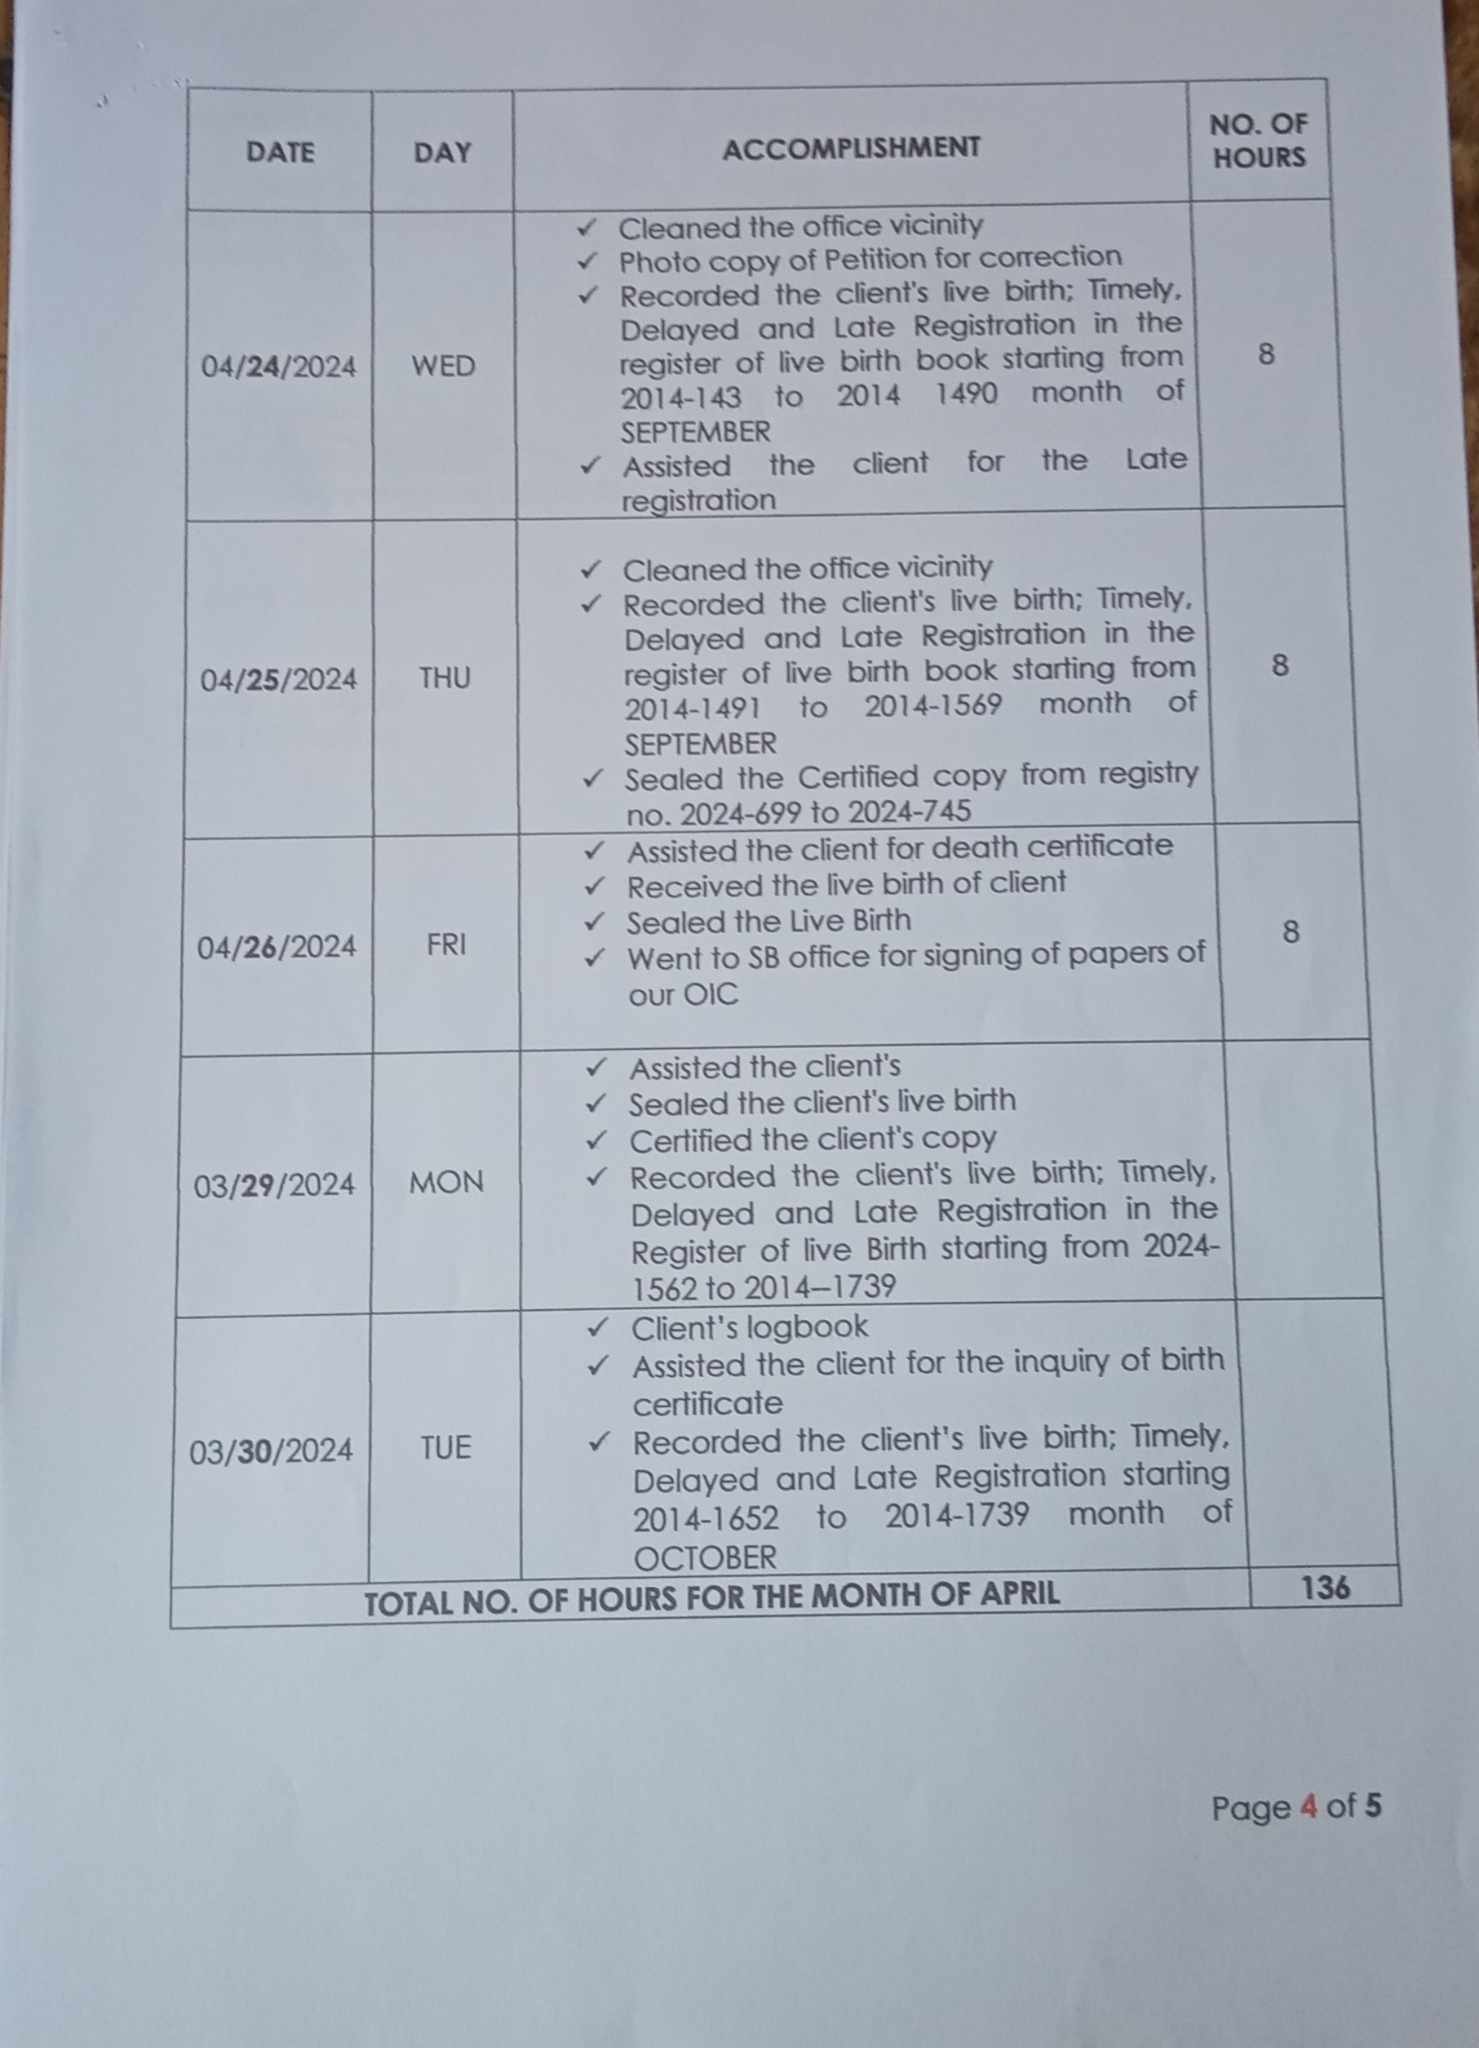 DATE DAY ACCOMPLISHMENT NO. OF HOURS
04/24/2024 WED 8
✓ Cleaned the office vicinity
✓ Photo copy of Petition for correction
✓ Recorded the client's live birth; Timely,
Delayed and Late Registration in the
register of live birth book starting from
2014-143 to 2014 1490 month of
SEPTEMBER
✓ Assisted the client for the Late
registration
04/25/2024 THU 8
✓ Cleaned the office vicinity
✓ Recorded the client's live birth; Timely,
Delayed and Late Registration in the
register of live birth book starting from
2014-1491 to 2014-1569 month of
SEPTEMBER
✓ Sealed the Certified copy from registry
no. 2024-699 to 2024-745
04/26/2024 FRI 8
✓ Assisted the client for death certificate
✓ Received the live birth of client
✓ Sealed the Live Birth
✓ Went to SB office for signing of papers of
our OIC
03/29/2024 MON
✓ Assisted the client's
✓ Sealed the client's live birth
✓ Certified the client's copy
✓ Recorded the client's live birth; Timely,
Delayed and Late Registration in the
Register of live Birth starting from 2024-
1562 to 2014–1739
03/30/2024 TUE
✓ Client's logbook
✓ Assisted the client for the inquiry of birth
certificate
✓ Recorded the client's live birth; Timely,
Delayed and Late Registration starting
2014-1652 to 2014-1739 month of
OCTOBER
TOTAL NO. OF HOURS FOR THE MONTH OF APRIL 136
Page 4 of 5